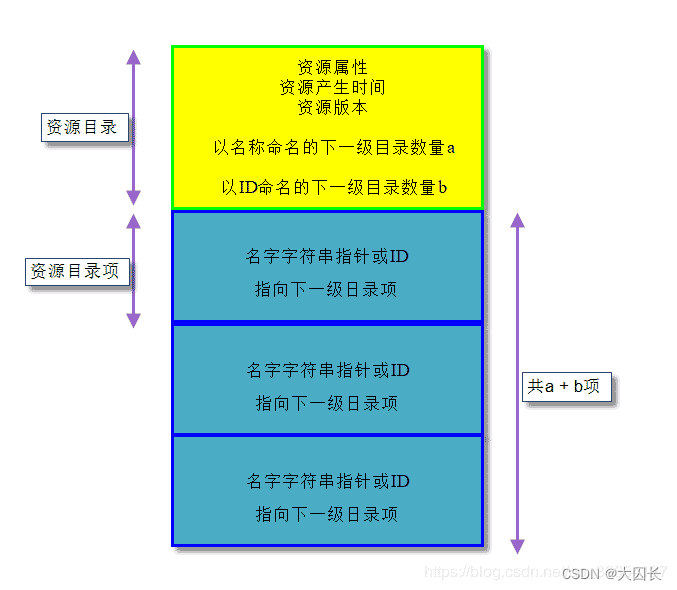 资源属性
资源产生时间
资源版本
以名称命名的下一级目录数量a
以ID命名的下一级目录数量b
资源目录
名字字符串指针或ID
指向下一级日录项
资源目录项
名字字符串指针或ID
指向下一级日录项
共a + b项
名字字符串指针或ID
指向下一级日录项
https://blog.csdn.net
CSDN @大囚长